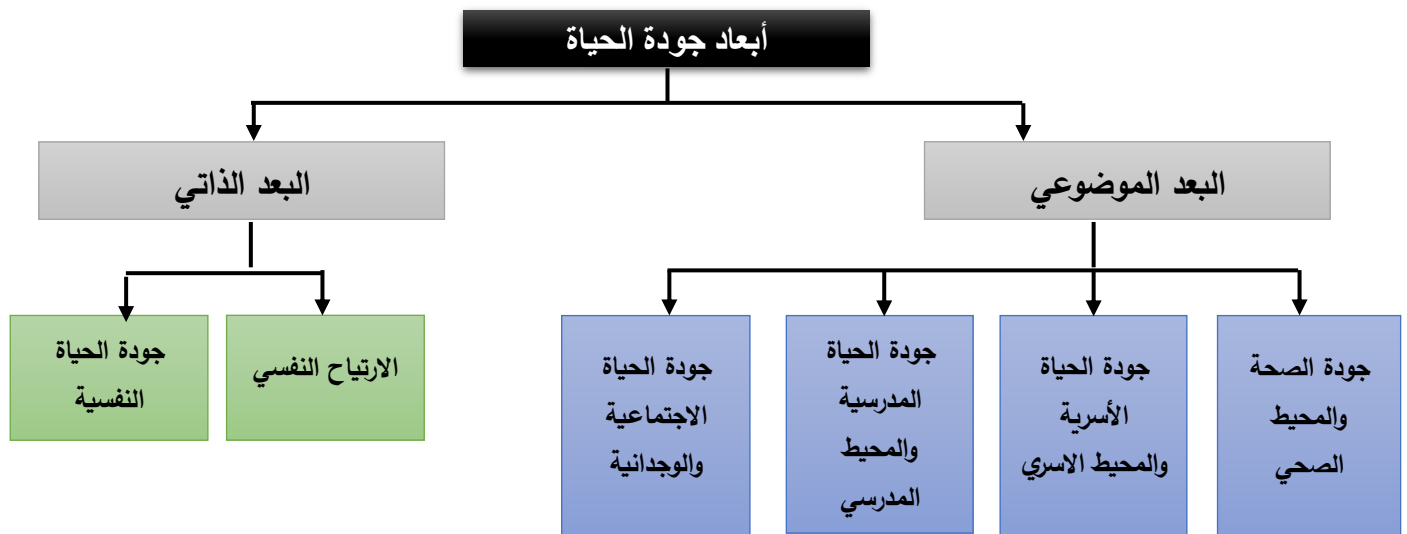 أبعاد جودة الحياة
البعد الموضوعي
البعد الذاتي
جودة الصحة
والمحيط
الصحي
جودة الحياة
الأسرية
والمحيط الاسري
جودة الحياة
المدرسية
والمحيط
المدرسي
جودة الحياة
الاجتماعية
والوجدانية
الارتياح النفسي
جودة الحياة
النفسية